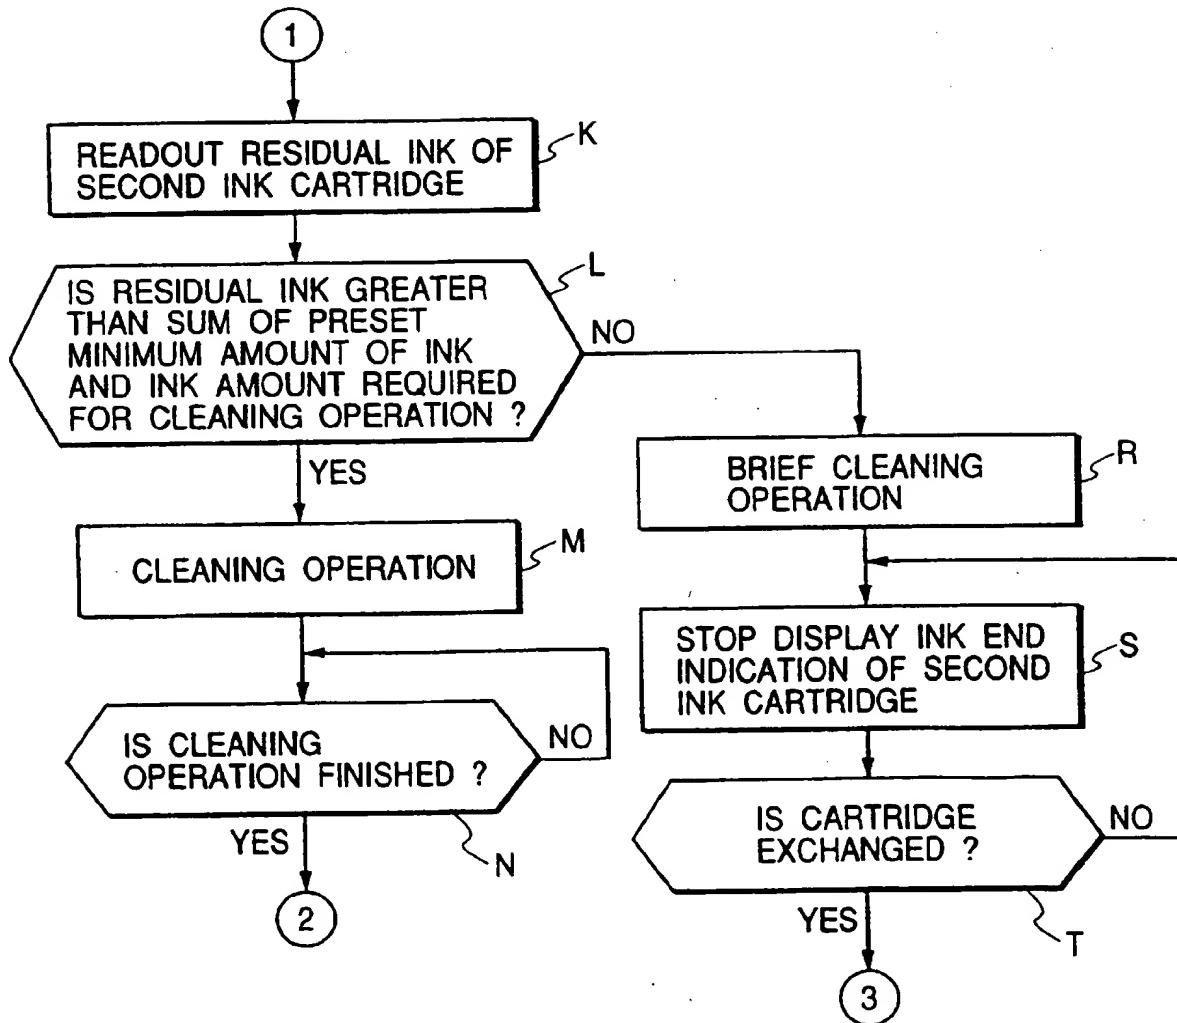 1
READOUT RESIDUAL INK OF
SECOND INK CARTRIDGE
K
IS RESIDUAL INK GREATER
THAN SUM OF PRESET
MINIMUM AMOUNT OF INK
AND INK AMOUNT REQUIRED
FOR CLEANING OPERATION ?
L
NO
YES
CLEANING OPERATION
M
IS CLEANING
OPERATION FINISHED ?
NO
N
YES
2
BRIEF CLEANING
OPERATION
R
STOP DISPLAY INK END
INDICATION OF SECOND
INK CARTRIDGE
S
IS CARTRIDGE
EXCHANGED ?
NO
T
YES
3